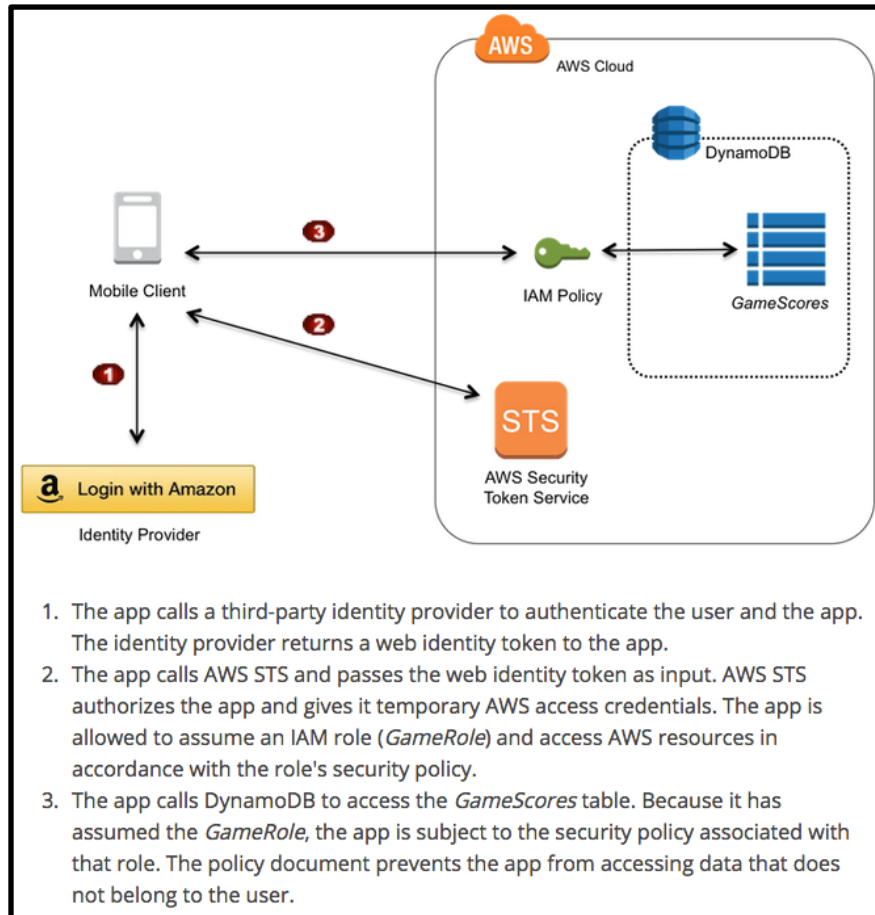 AWS
AWS Cloud
DynamoDB
3
Mobile Client
IAM Policy
GameScores
2
1
STS
a Login with Amazon
AWS Security
Token Service
Identity Provider
1. The app calls a third-party identity provider to authenticate the user and the app.
The identity provider returns a web identity token to the app.
2. The app calls AWS STS and passes the web identity token as input. AWS STS
authorizes the app and gives it temporary AWS access credentials. The app is
allowed to assume an IAM role (GameRole) and access AWS resources in
accordance with the role's security policy.
3. The app calls DynamoDB to access the GameScores table. Because it has
assumed the GameRole, the app is subject to the security policy associated with
that role. The policy document prevents the app from accessing data that does
not belong to the user.